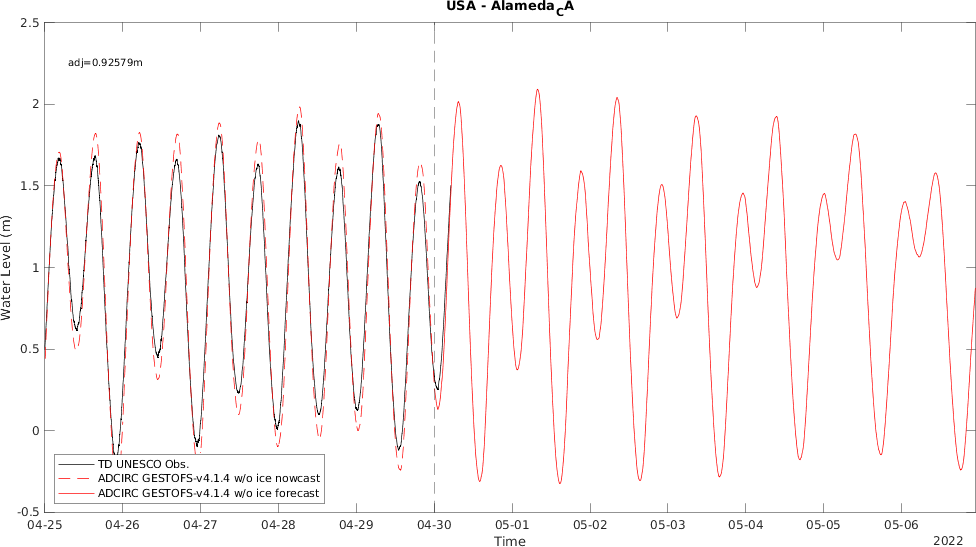 USA - Alameda_CA
2.5
adj=0.92579m
2
1.5
1
0.5
0
-0.5
Water Level (m)
TD UNESCO Obs.
ADCIRC GESTOFS-v4.1.4 w/o ice nowcast
ADCIRC GESTOFS-v4.1.4 w/o ice forecast
04-25 04-26 04-27 04-28 04-29 04-30 05-01 05-02 05-03 05-04 05-05 05-06
Time
2022